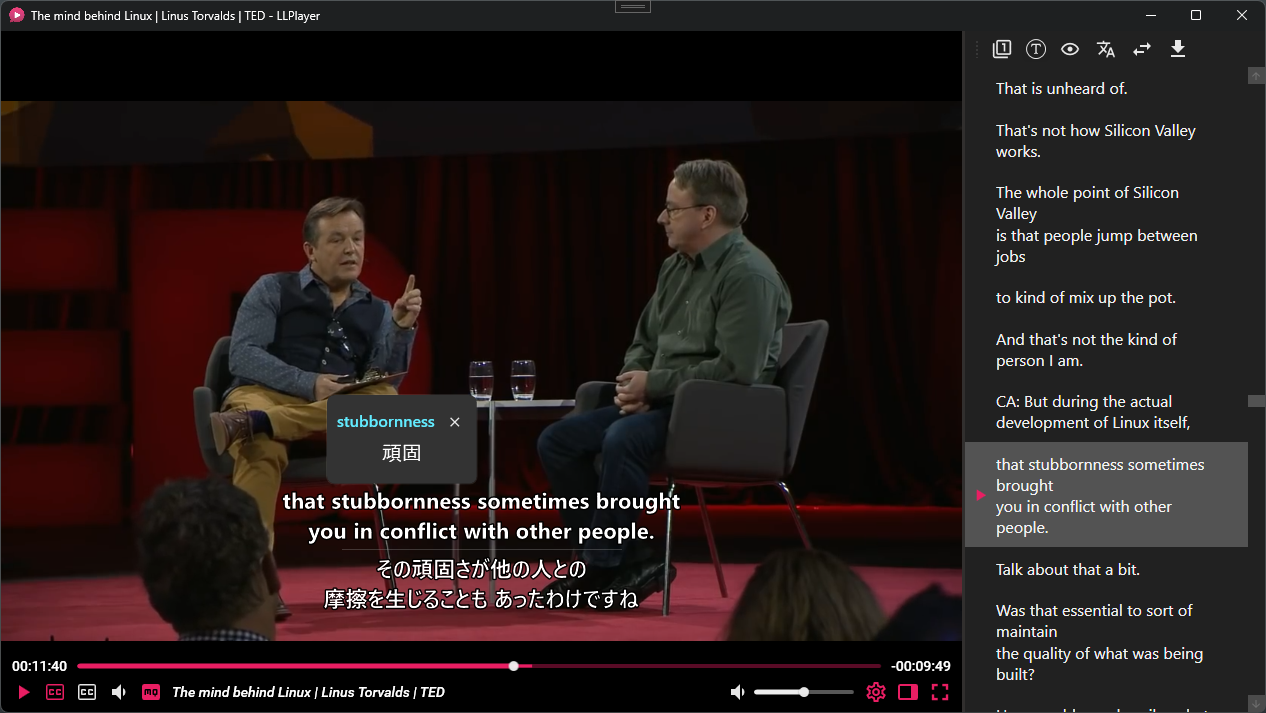 The mind behind Linux | Linus Torvalds | TED - LLPlayer
stubbornness
頑固
that stubbornness sometimes brought
you in conflict with other people.
その頑固さが他の人との
摩擦を生じることも あったわけですね
00:11:40
-00:09:49
CC
CC
HQ
The mind behind Linux | Linus Torvalds | TED
1
T
That is unheard of.
That's not how Silicon Valley
works.
The whole point of Silicon
Valley
is that people jump between
jobs
to kind of mix up the pot.
And that's not the kind of
person I am.
CA: But during the actual
development of Linux itself,
that stubbornness sometimes
brought
you in conflict with other
people.
Talk about that a bit.
Was that essential to sort of
maintain
the quality of what was being
built?